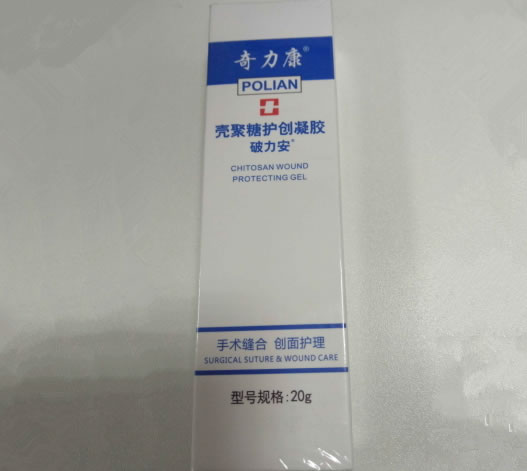 奇力康®
POLIAN
壳聚糖护创凝胶
破力安®
CHITOSAN WOUND
PROTECTING GEL
手术缝合 创面护理
SURGICAL SUTURE & WOUND CARE
型号规格:20g